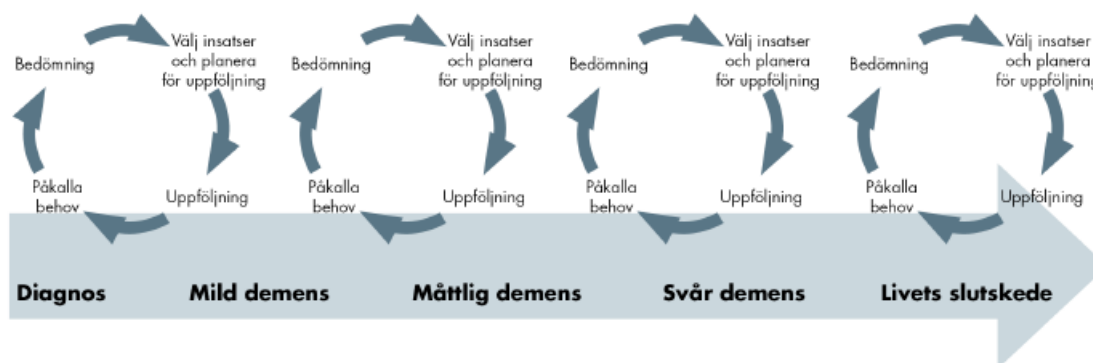 Bedömning
Välj insatser
och planera
för uppföljning
Påkalla
behov
Uppföljning
Bedömning
Välj insatser
och planera
för uppföljning
Påkalla
behov
Uppföljning
Bedömning
Välj insatser
och planera
för uppföljning
Påkalla
behov
Uppföljning
Bedömning
Välj insatser
och planera
för uppföljning
Påkalla
behov
Uppföljning
Diagnos
Mild demens
Måttlig demens
Svår demens
Livets slutskede